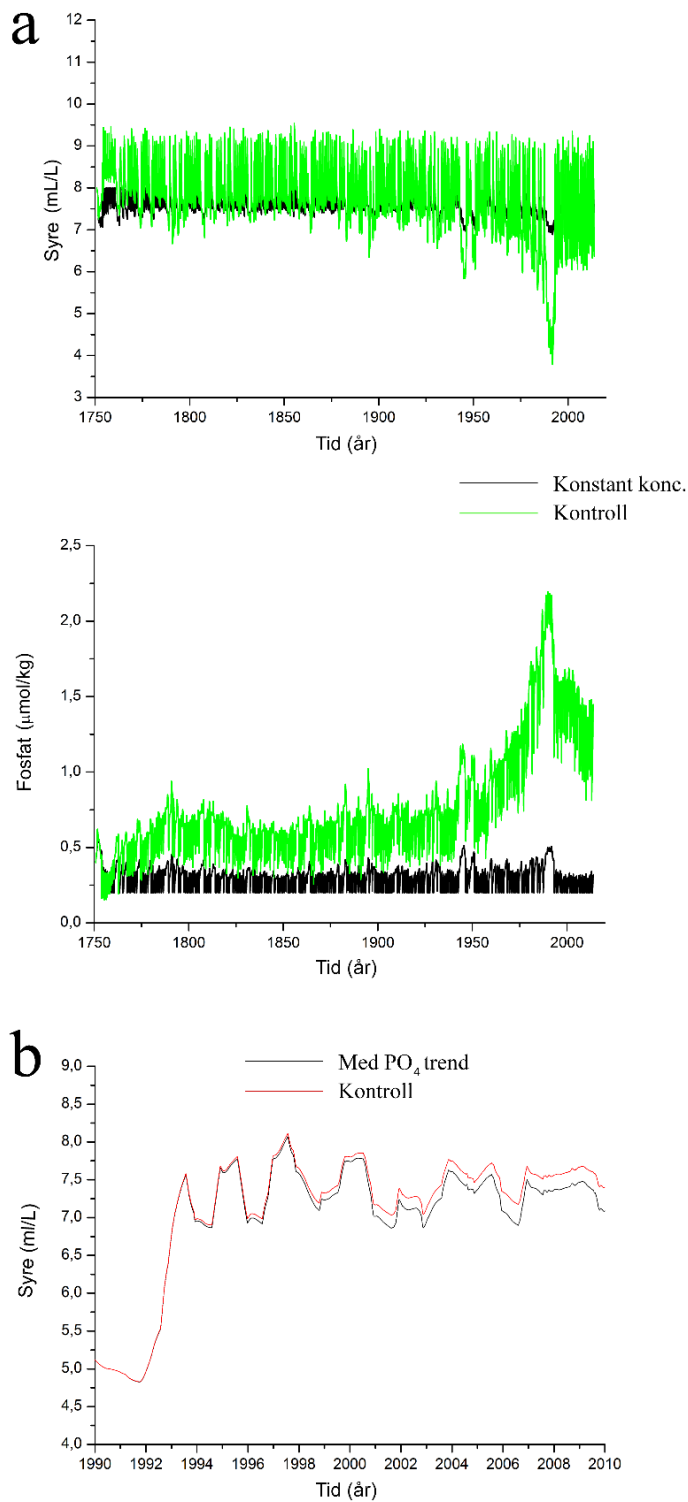 a
12
11
10
9
8
7
6
5
4
3
Syre (mL/L)
1750 1800 1850 1900 1950 2000
Tid (år)
Konstant konc.
Kontroll
2,5
2,0
1,5
1,0
0,5
0,0
Fosfat (µmol/kg)
1750 1800 1850 1900 1950 2000
Tid (år)
b
Med PO₄ trend
Kontroll
9,0
8,5
8,0
7,5
7,0
6,5
6,0
5,5
5,0
4,5
4,0
Syre (ml/L)
1990 1992 1994 1996 1998 2000 2002 2004 2006 2008 2010
Tid (år)